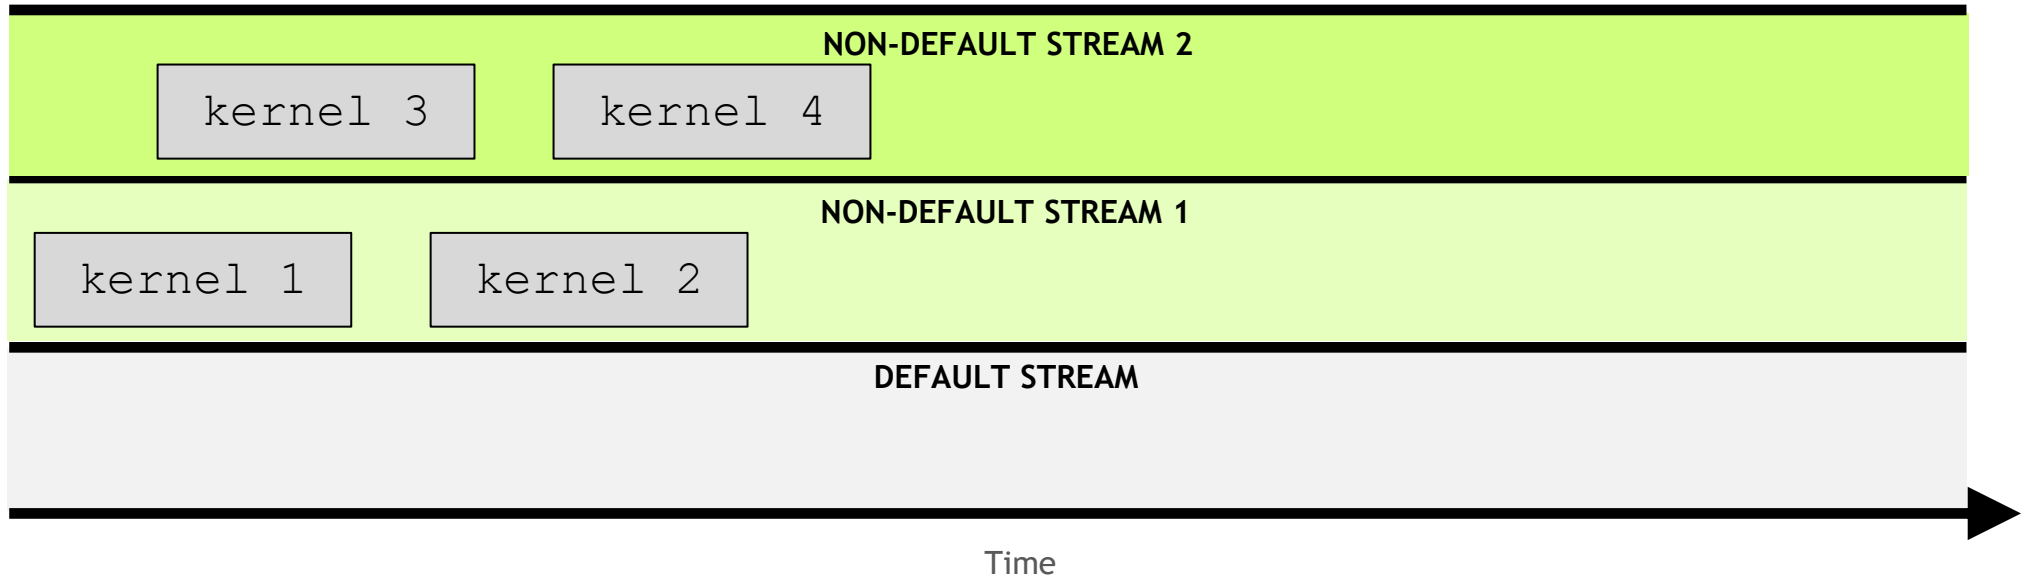 NON-DEFAULT STREAM 2
kernel 3
kernel 4
NON-DEFAULT STREAM 1
kernel 1
kernel 2
DEFAULT STREAM
Time